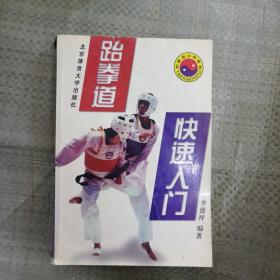 跆拳道
快速入门
李德祥 编著
北京体育大学出版社